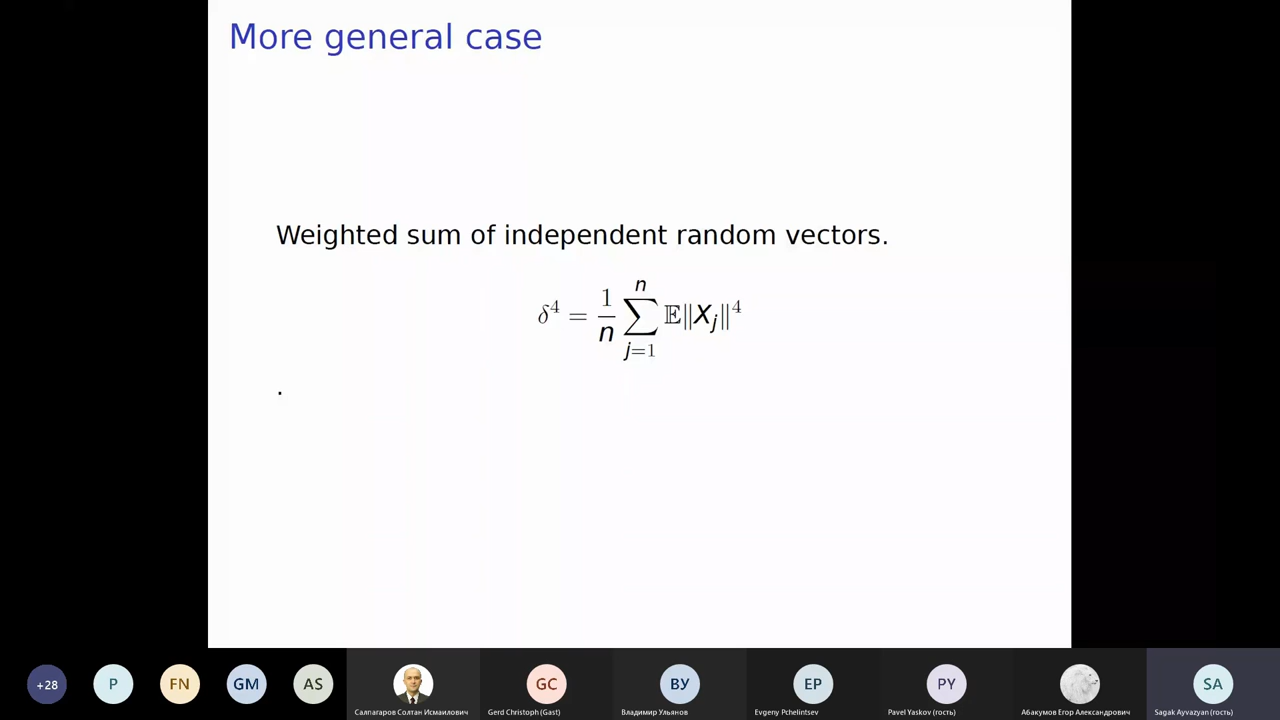 More general case
Weighted sum of independent random vectors.
δ⁴ = 1/n ∑_{j=1}^{n} 𝔼‖X_j‖⁴
.
+28
P
FN
GM
AS
GC
ВУ
EP
PY
SA
Салпагаров Солтан Исмаилович
Gerd Christoph (Gast)
Владимир Ульянов
Evgeny Pchelintsev
Pavel Yaskov (гость)
Абакумов Егор Александрович
Sagak Ayvazyan (гость)